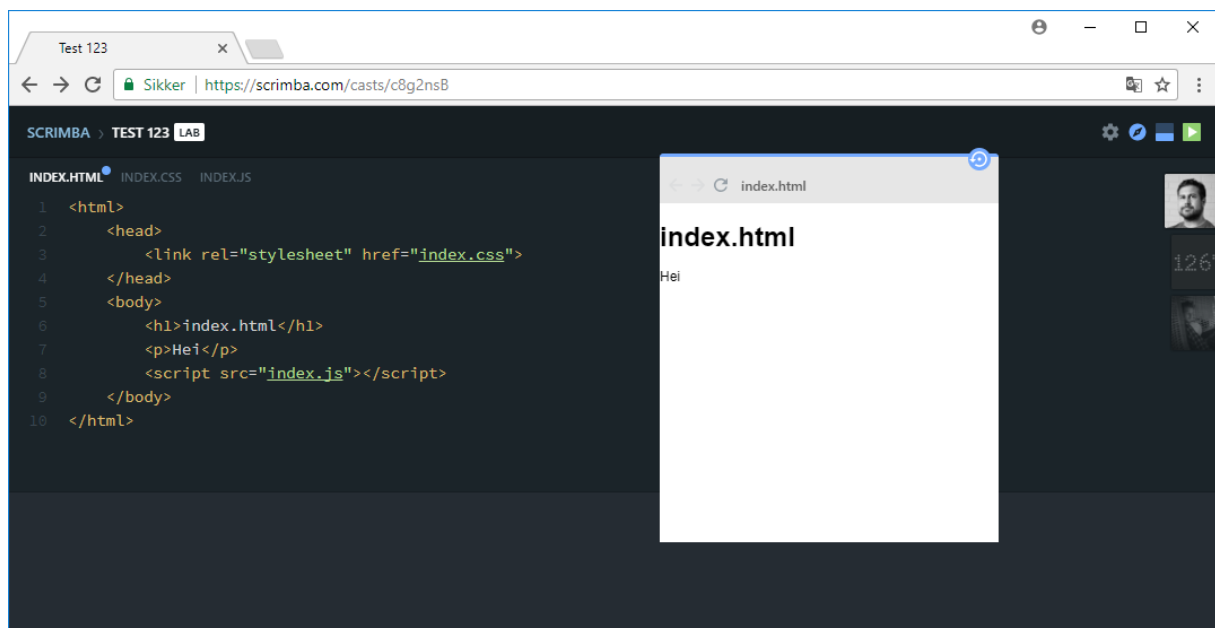 Test 123
Sikker | https://scrimba.com/casts/c8g2nsB
SCRIMBA > TEST 123 LAB
INDEX.HTML INDEX.CSS INDEX.JS
1 <html>
2 <head>
3 <link rel="stylesheet" href="index.css">
4 </head>
5 <body>
6 <h1>index.html</h1>
7 <p>Hei</p>
8 <script src="index.js"></script>
9 </body>
10 </html>
index.html
index.html
Hei
126